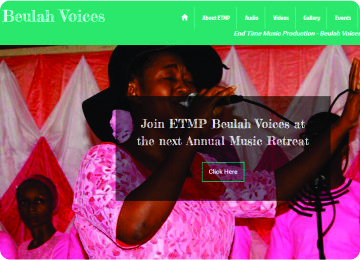 Beulah Voices
About ETMP Audio Videos Gallery Events
End Time Music Production - Beulah Voices
Join ETMP Beulah Voices at
the next Annual Music Retreat
Click Here